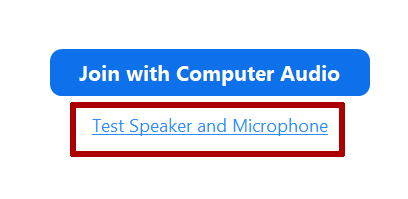 Join with Computer Audio
Test Speaker and Microphone